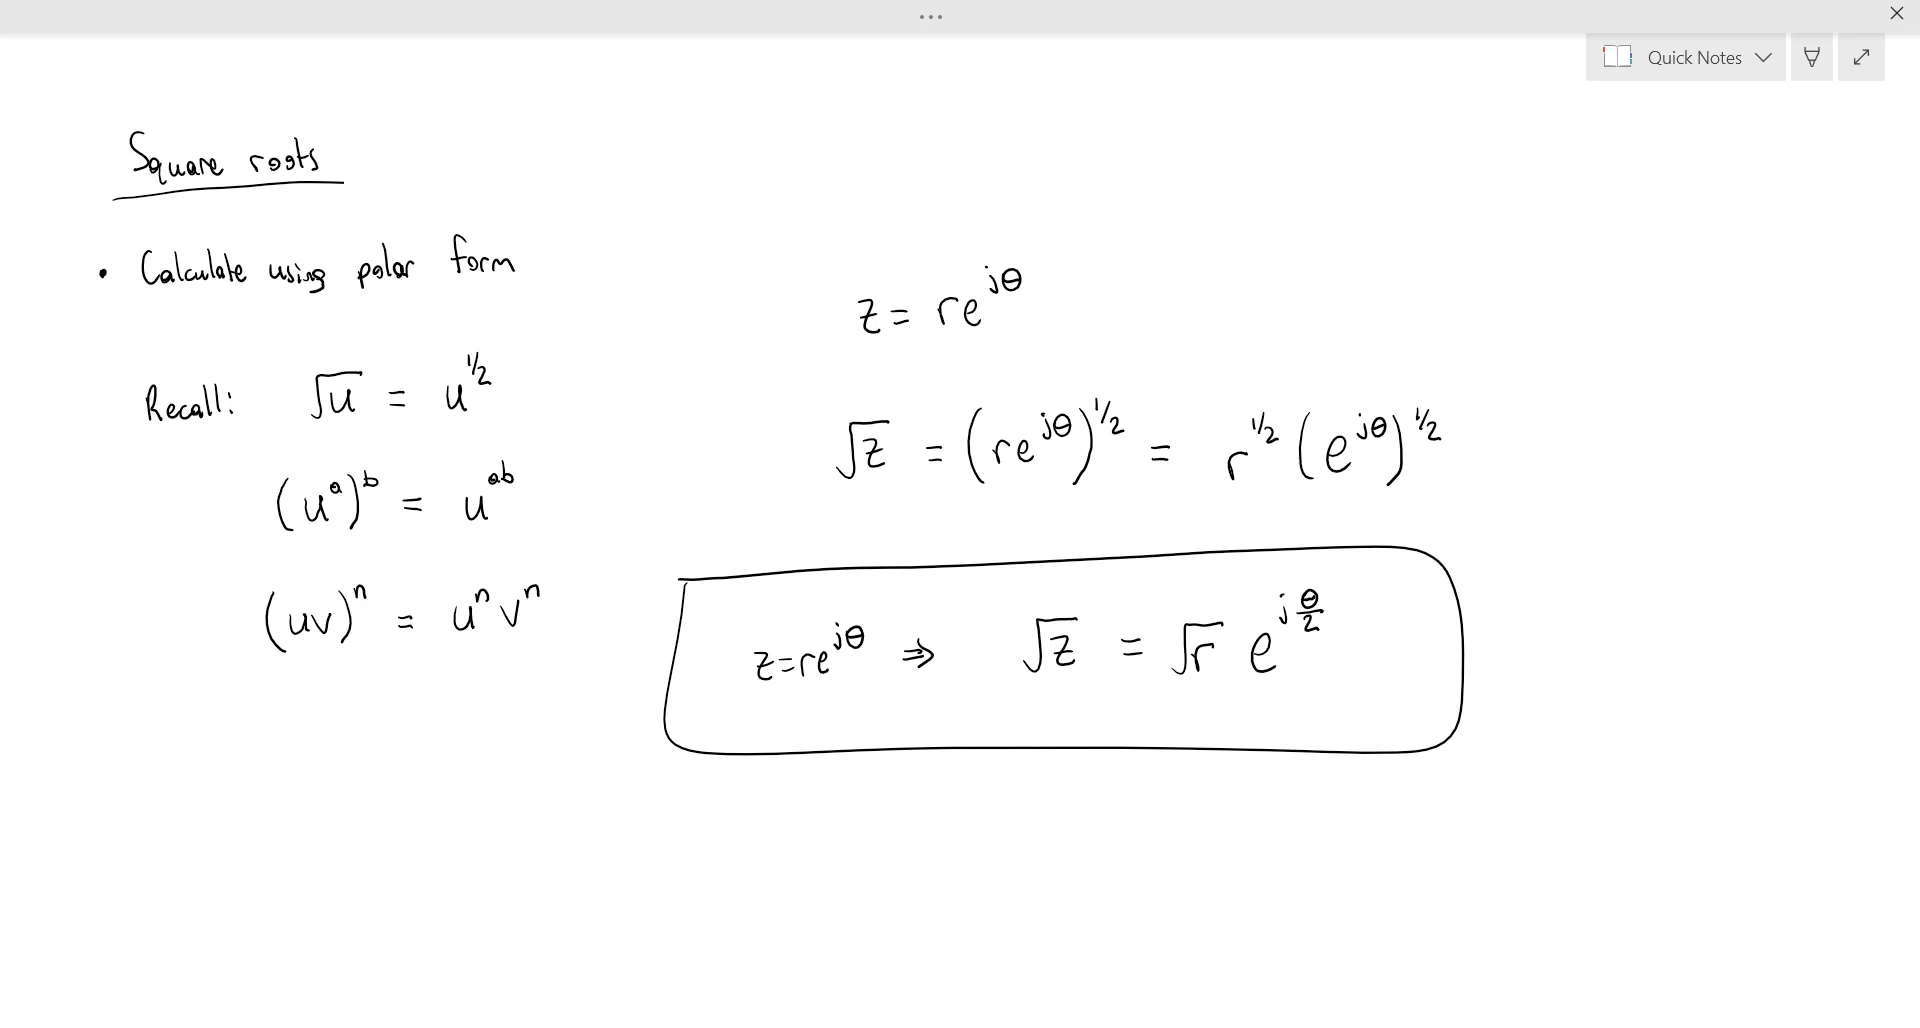 Quick Notes
Square roots
• Calculate using polar form
z = re^{jθ}
Recall: √u = u^{1/2}
√z = (re^{jθ})^{1/2} = r^{1/2} (e^{jθ})^{1/2}
(u^a)^b = u^{ab}
(uv)^n = u^n v^n
z=re^{jθ} ⇒ √z = √r e^{j θ/2}